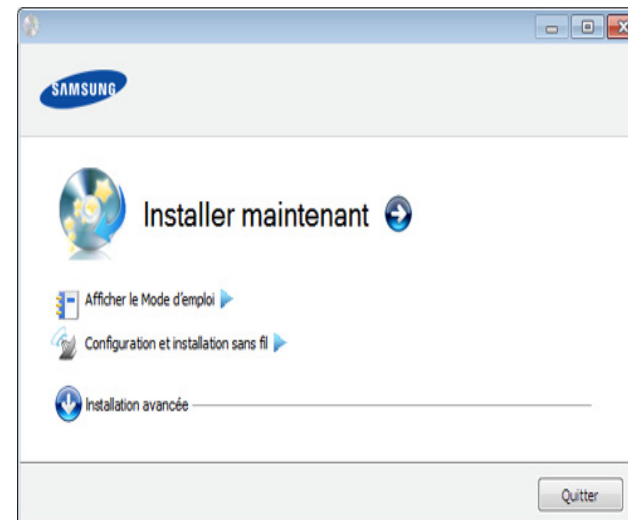 SAMSUNG
Installer maintenant
Afficher le Mode d'emploi
Configuration et installation sans fil
Installation avancée
Quitter